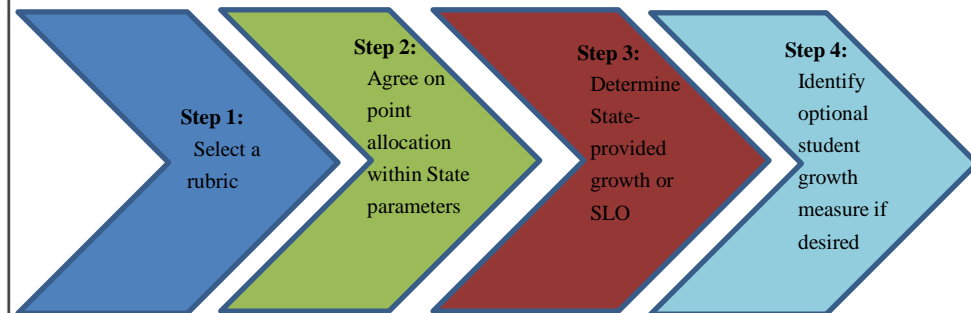 Step 1:
Select a
rubric
Step 2:
Agree on
point
allocation
within State
parameters
Step 3:
Determine
State-
provided
growth or
SLO
Step 4:
Identify
optional
student
growth
measure if
desired